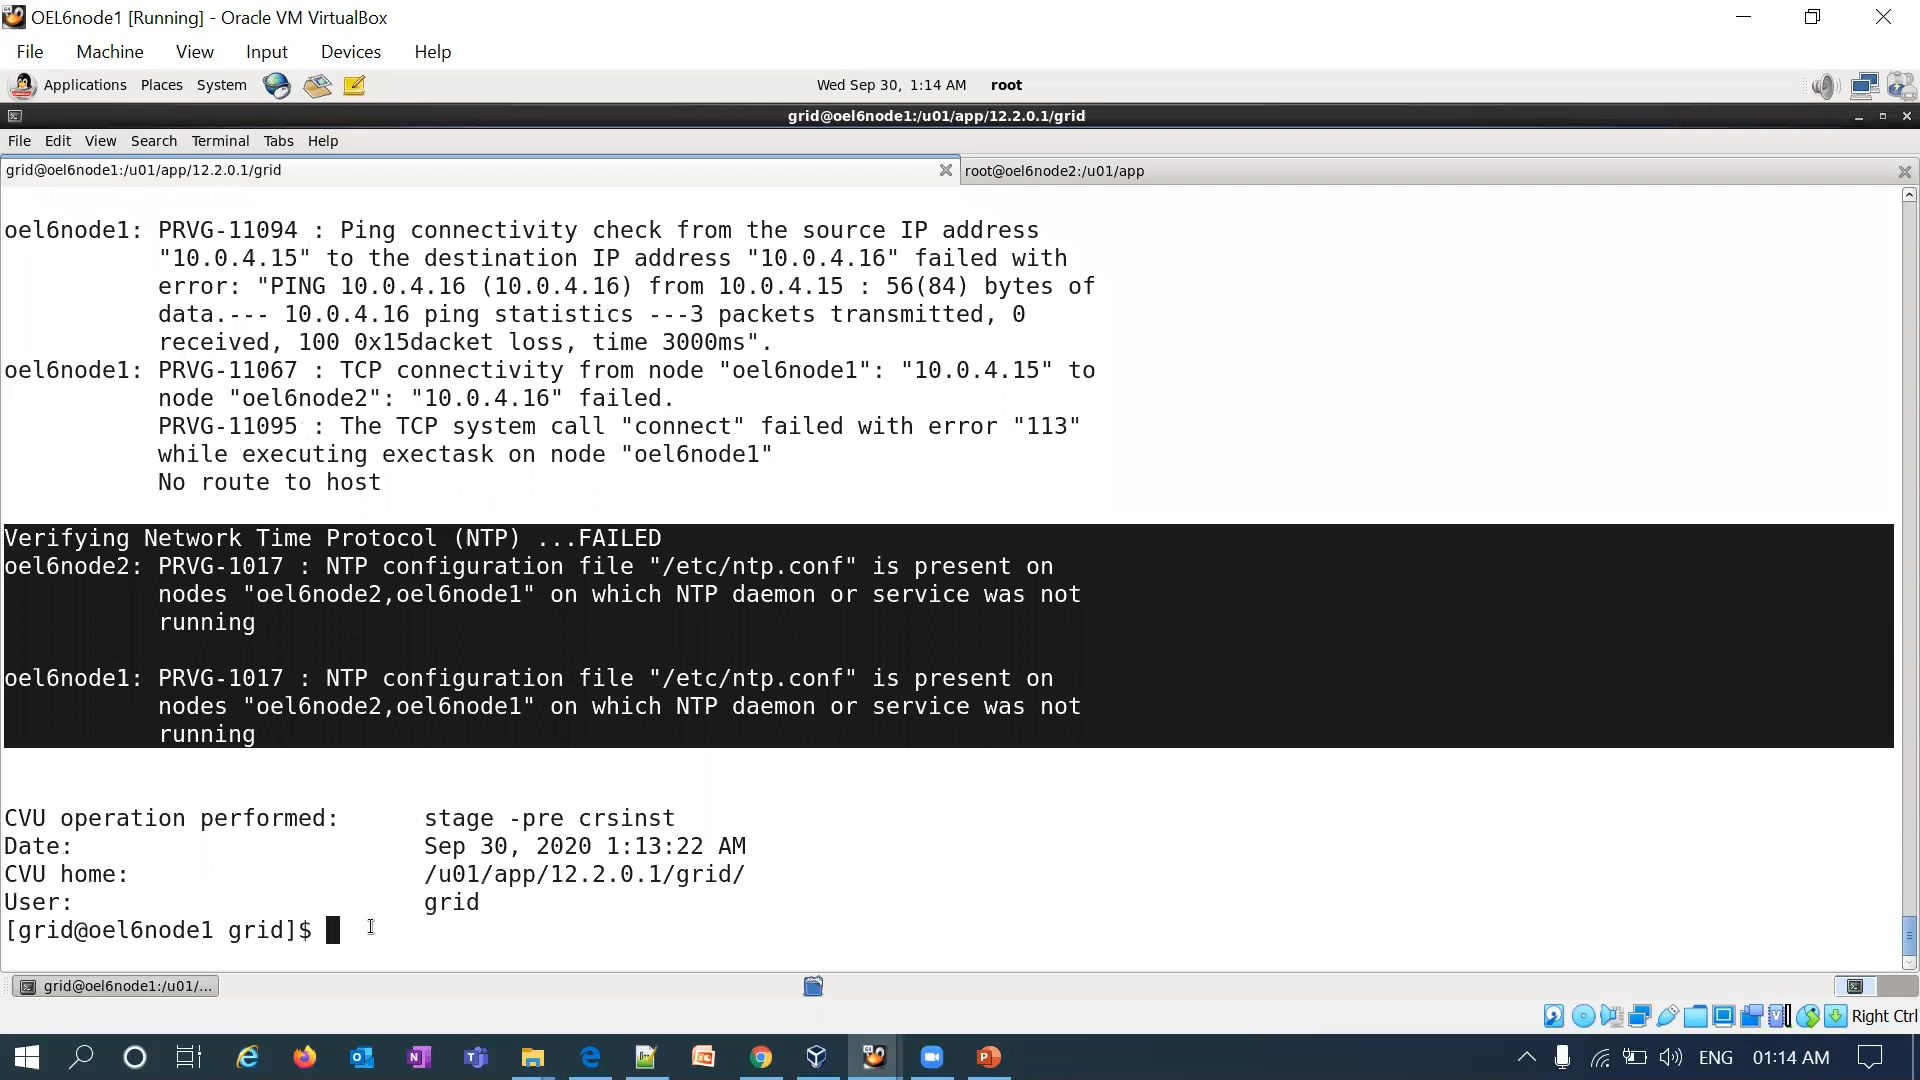 OEL6node1 [Running] - Oracle VM VirtualBox
File Machine View Input Devices Help
Applications Places System Wed Sep 30, 1:14 AM root
grid@oel6node1:/u01/app/12.2.0.1/grid
File Edit View Search Terminal Tabs Help
grid@oel6node1:/u01/app/12.2.0.1/grid root@oel6node2:/u01/app
oel6node1: PRVG-11094 : Ping connectivity check from the source IP address
"10.0.4.15" to the destination IP address "10.0.4.16" failed with
error: "PING 10.0.4.16 (10.0.4.16) from 10.0.4.15 : 56(84) bytes of
data.--- 10.0.4.16 ping statistics ---3 packets transmitted, 0
received, 100 0x15dacket loss, time 3000ms".
oel6node1: PRVG-11067 : TCP connectivity from node "oel6node1": "10.0.4.15" to
node "oel6node2": "10.0.4.16" failed.
PRVG-11095 : The TCP system call "connect" failed with error "113"
while executing exectask on node "oel6node1"
No route to host
Verifying Network Time Protocol (NTP) ...FAILED
oel6node2: PRVG-1017 : NTP configuration file "/etc/ntp.conf" is present on
nodes "oel6node2,oel6node1" on which NTP daemon or service was not
running
oel6node1: PRVG-1017 : NTP configuration file "/etc/ntp.conf" is present on
nodes "oel6node2,oel6node1" on which NTP daemon or service was not
running
CVU operation performed: stage -pre crsinst
Date: Sep 30, 2020 1:13:22 AM
CVU home: /u01/app/12.2.0.1/grid/
User: grid
[grid@oel6node1 grid]$
grid@oel6node1:/u01/...
Right Ctrl
ENG 01:14 AM